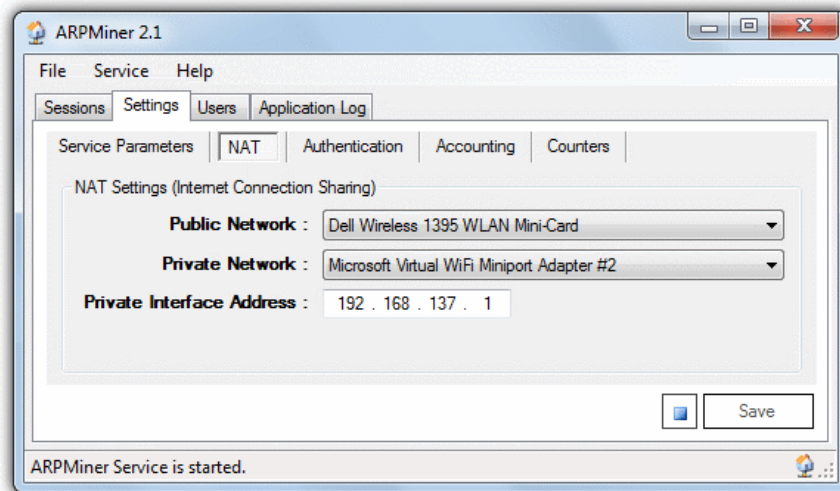 ARPMiner 2.1
File Service Help
Sessions Settings Users Application Log
Service Parameters NAT Authentication Accounting Counters
NAT Settings (Internet Connection Sharing)
Public Network : Dell Wireless 1395 WLAN Mini-Card
Private Network : Microsoft Virtual WiFi Miniport Adapter #2
Private Interface Address : 192 . 168 . 137 . 1
Save
ARPMiner Service is started.